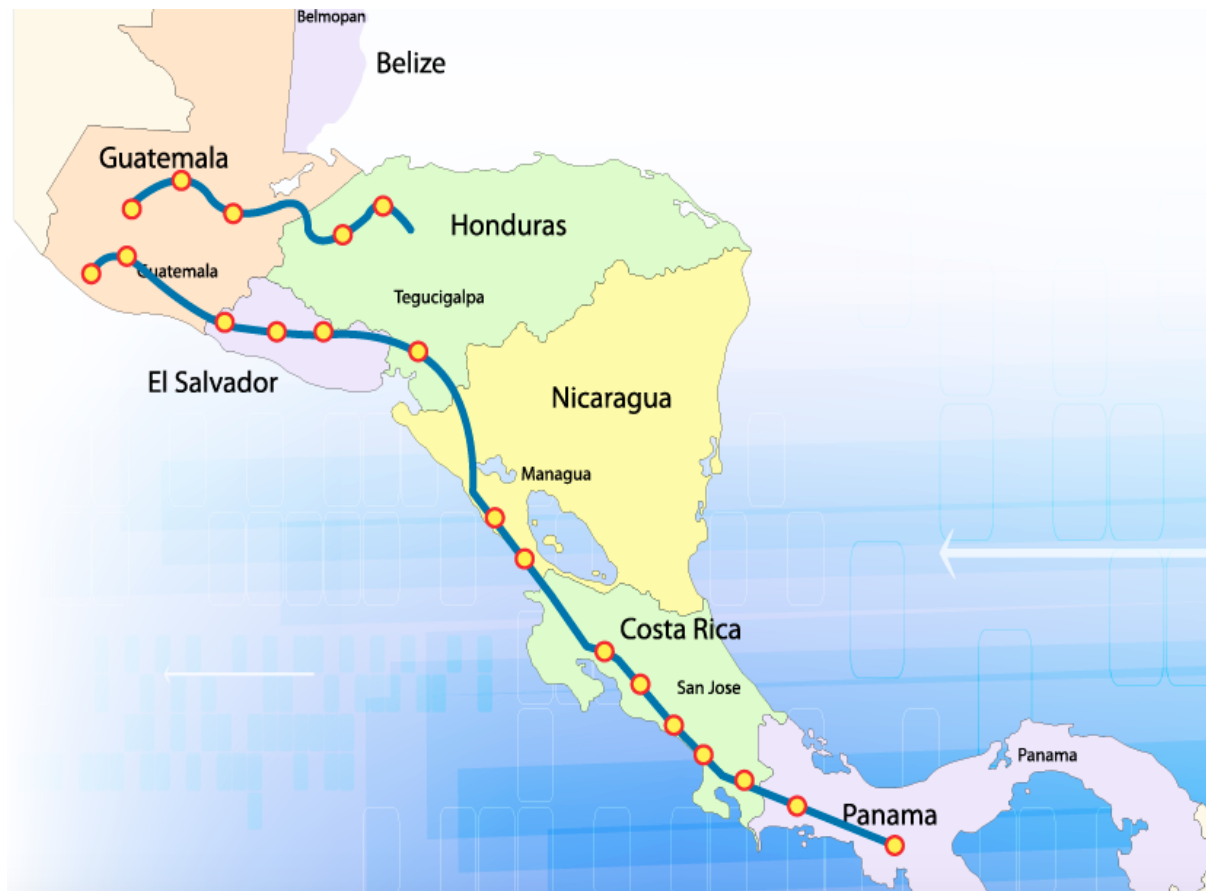 Belmopan
Belize
Guatemala
Honduras
Guatemala
Tegucigalpa
El Salvador
Nicaragua
Managua
Costa Rica
San Jose
Panama
Panama